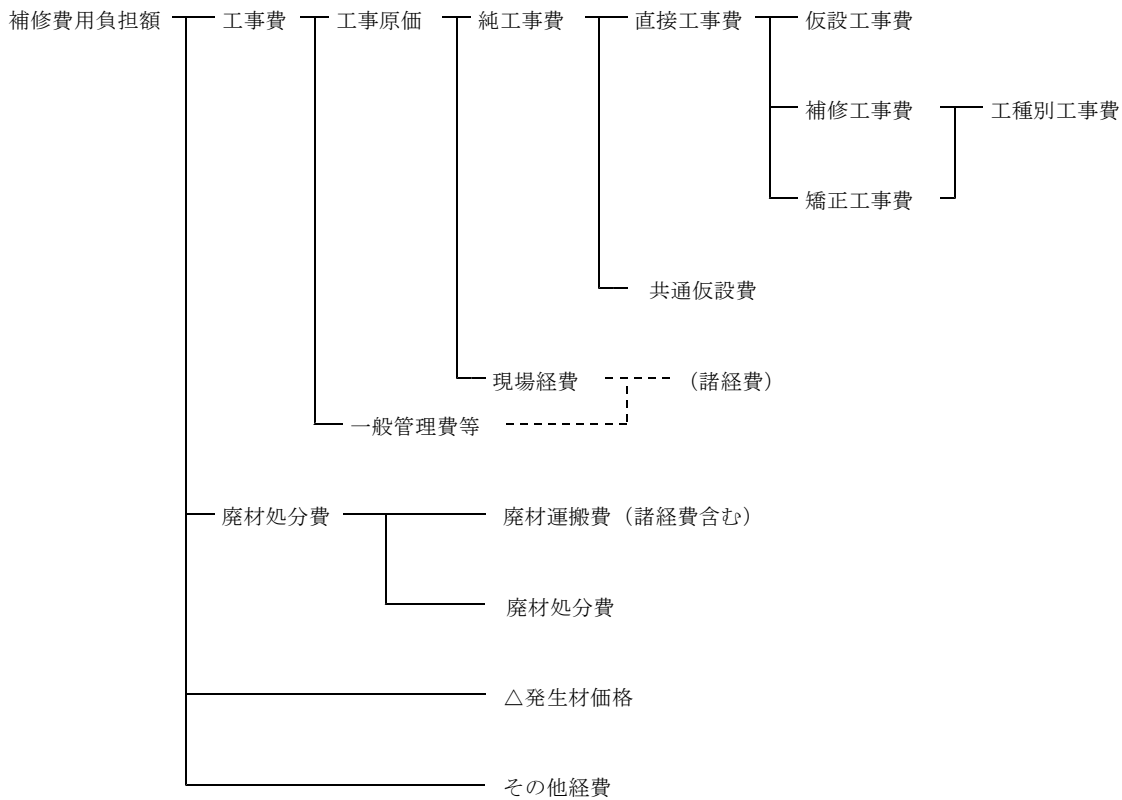 補修費用負担額 工事費 工事原価 純工事費 直接工事費 仮設工事費
補修工事費 工種別工事費
矯正工事費
共通仮設費
現場経費 （諸経費）
一般管理費等
廃材処分費 廃材運搬費（諸経費含む）
廃材処分費
△発生材価格
その他経費